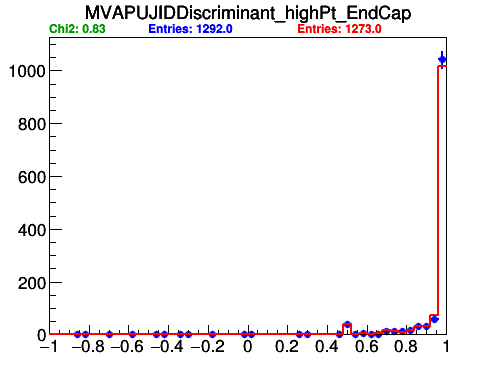 MVAPUJIDDiscriminant_highPt_EndCap
Chi2: 0.83 Entries: 1292.0 Entries: 1273.0
1000
800
600
400
200
0
−1 −0.8 −0.6 −0.4 −0.2 0 0.2 0.4 0.6 0.8 1